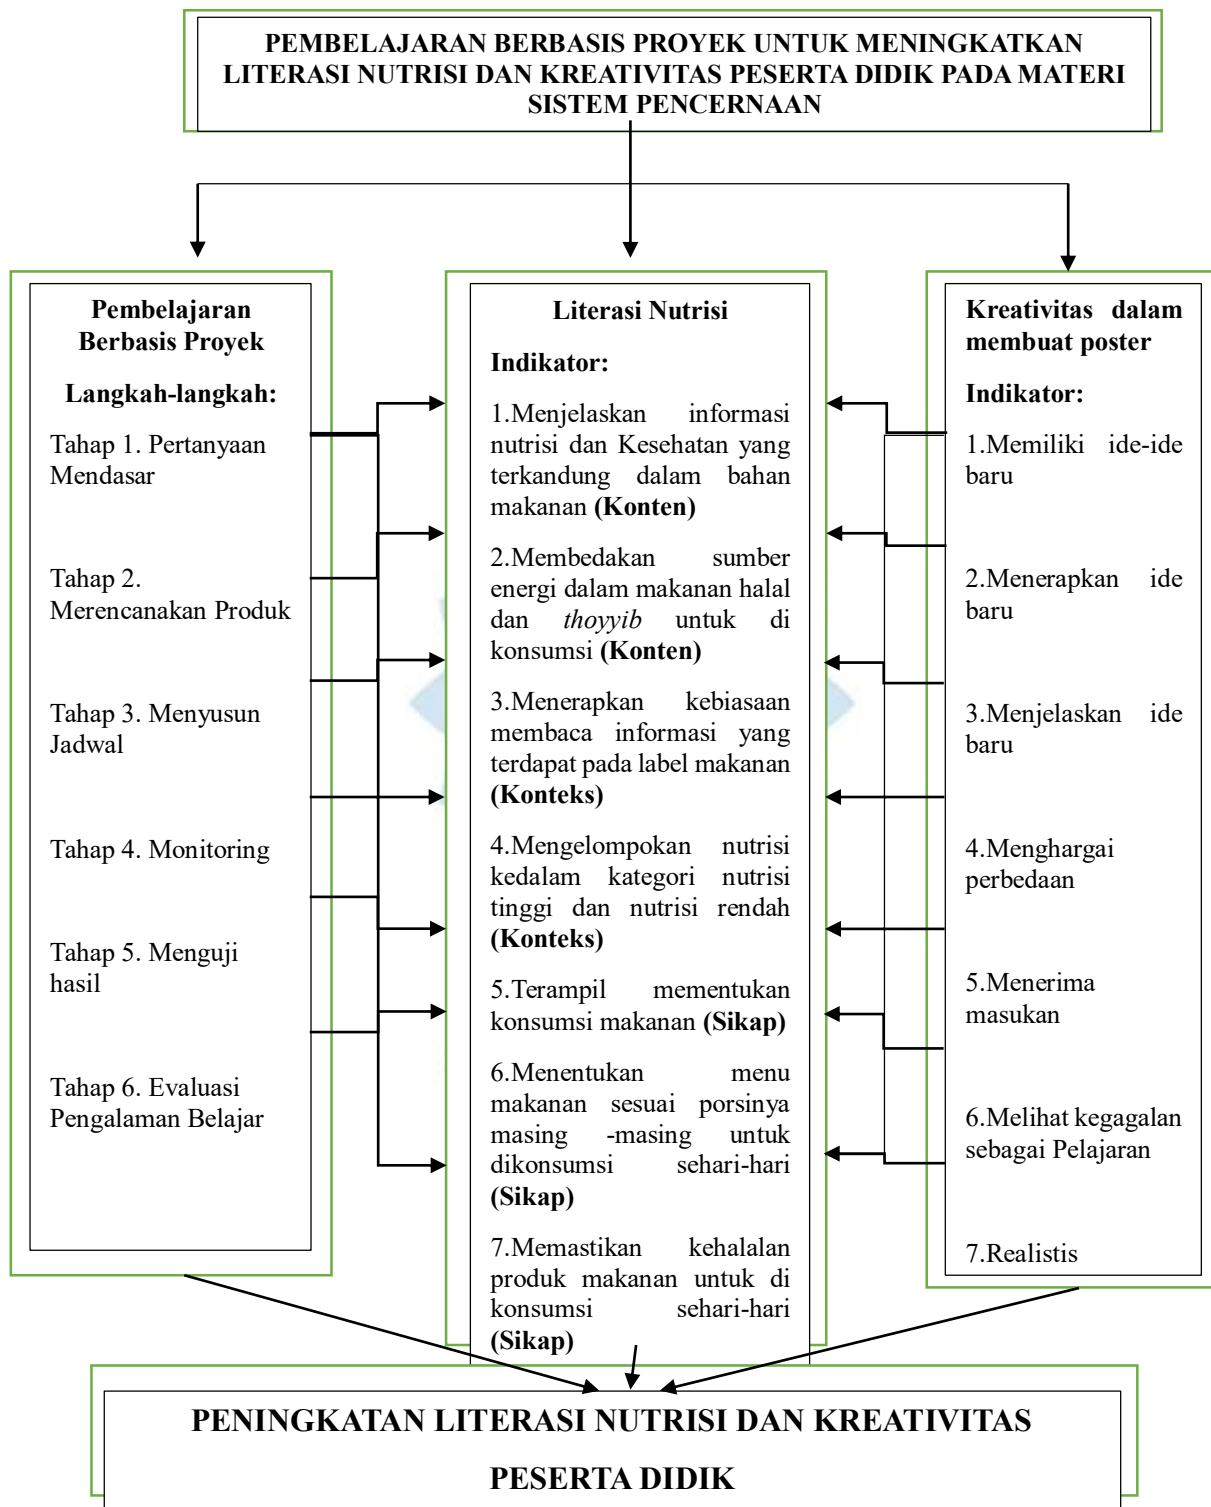 PEMBELAJARAN BERBASIS PROYEK UNTUK MENINGKATKAN
LITERASI NUTRISI DAN KREATIVITAS PESERTA DIDIK PADA MATERI
SISTEM PENCERNAAN
Pembelajaran
Berbasis Proyek
Langkah-langkah:
Tahap 1. Pertanyaan
Mendasar
Tahap 2.
Merencanakan Produk
Tahap 3. Menyusun
Jadwal
Tahap 4. Monitoring
Tahap 5. Menguji
hasil
Tahap 6. Evaluasi
Pengalaman Belajar
Literasi Nutrisi
Indikator:
1.Menjelaskan informasi
nutrisi dan Kesehatan yang
terkandung dalam bahan
makanan (Konten)
2.Membedakan sumber
energi dalam makanan halal
dan thoyyib untuk di
konsumsi (Konten)
3.Menerapkan kebiasaan
membaca informasi yang
terdapat pada label makanan
(Konteks)
4.Mengelompokan nutrisi
kedalam kategori nutrisi
tinggi dan nutrisi rendah
(Konteks)
5.Terampil mementukan
konsumsi makanan (Sikap)
6.Menentukan menu
makanan sesuai porsinya
masing -masing untuk
dikonsumsi sehari-hari
(Sikap)
7.Memastikan kehalalan
produk makanan untuk di
konsumsi sehari-hari
(Sikap)
Kreativitas dalam
membuat poster
Indikator:
1.Memiliki ide-ide
baru
2.Menerapkan ide
baru
3.Menjelaskan ide
baru
4.Menghargai
perbedaan
5.Menerima
masukan
6.Melihat kegagalan
sebagai Pelajaran
7.Realistis
PENINGKATAN LITERASI NUTRISI DAN KREATIVITAS
PESERTA DIDIK